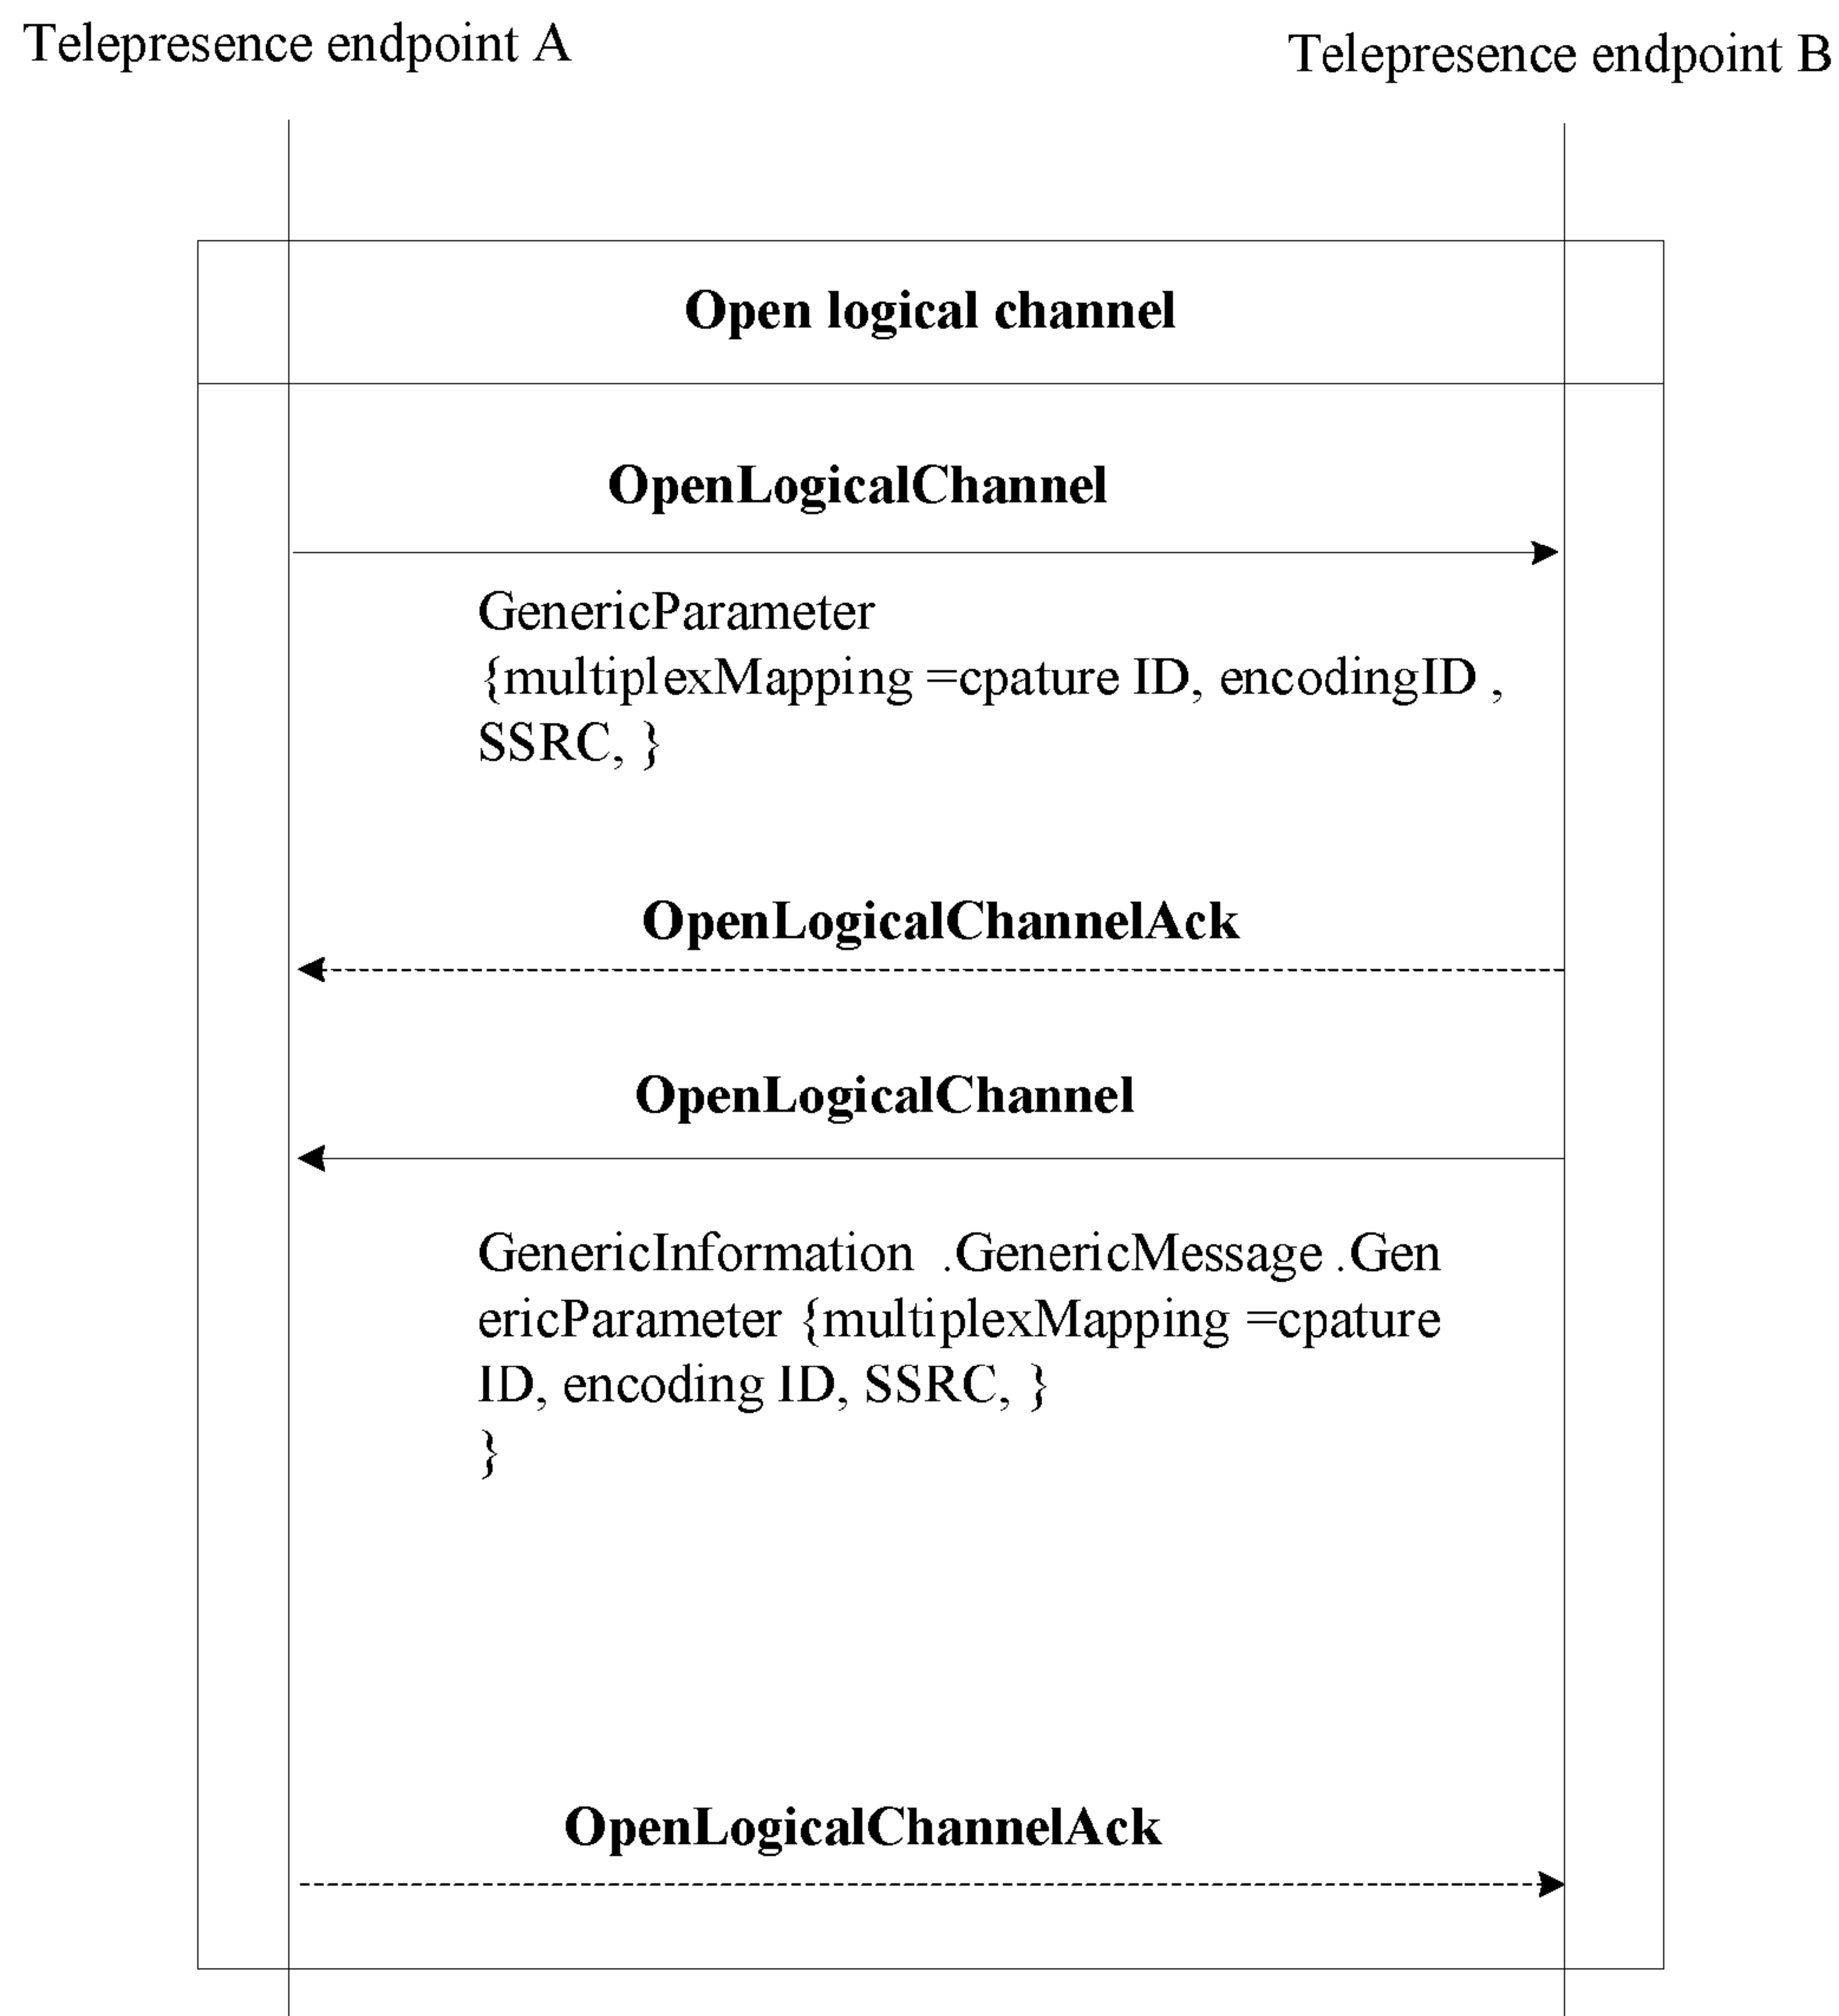 Telepresence endpoint A
Telepresence endpoint B
Open logical channel
OpenLogicalChannel
GenericParameter
{multiplexMapping =cpature ID, encodingID ,
SSRC, }
OpenLogicalChannelAck
OpenLogicalChannel
GenericInformation .GenericMessage .Gen
ericParameter {multiplexMapping =cpature
ID, encoding ID, SSRC, }
}
OpenLogicalChannelAck